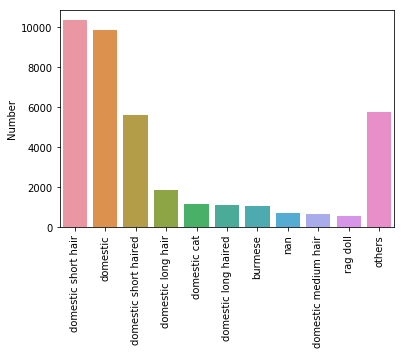 10000
8000
6000
4000
2000
0
Number
domestic short hair
domestic
domestic short haired
domestic long hair
domestic cat
domestic long haired
burmese
nan
domestic medium hair
rag doll
others